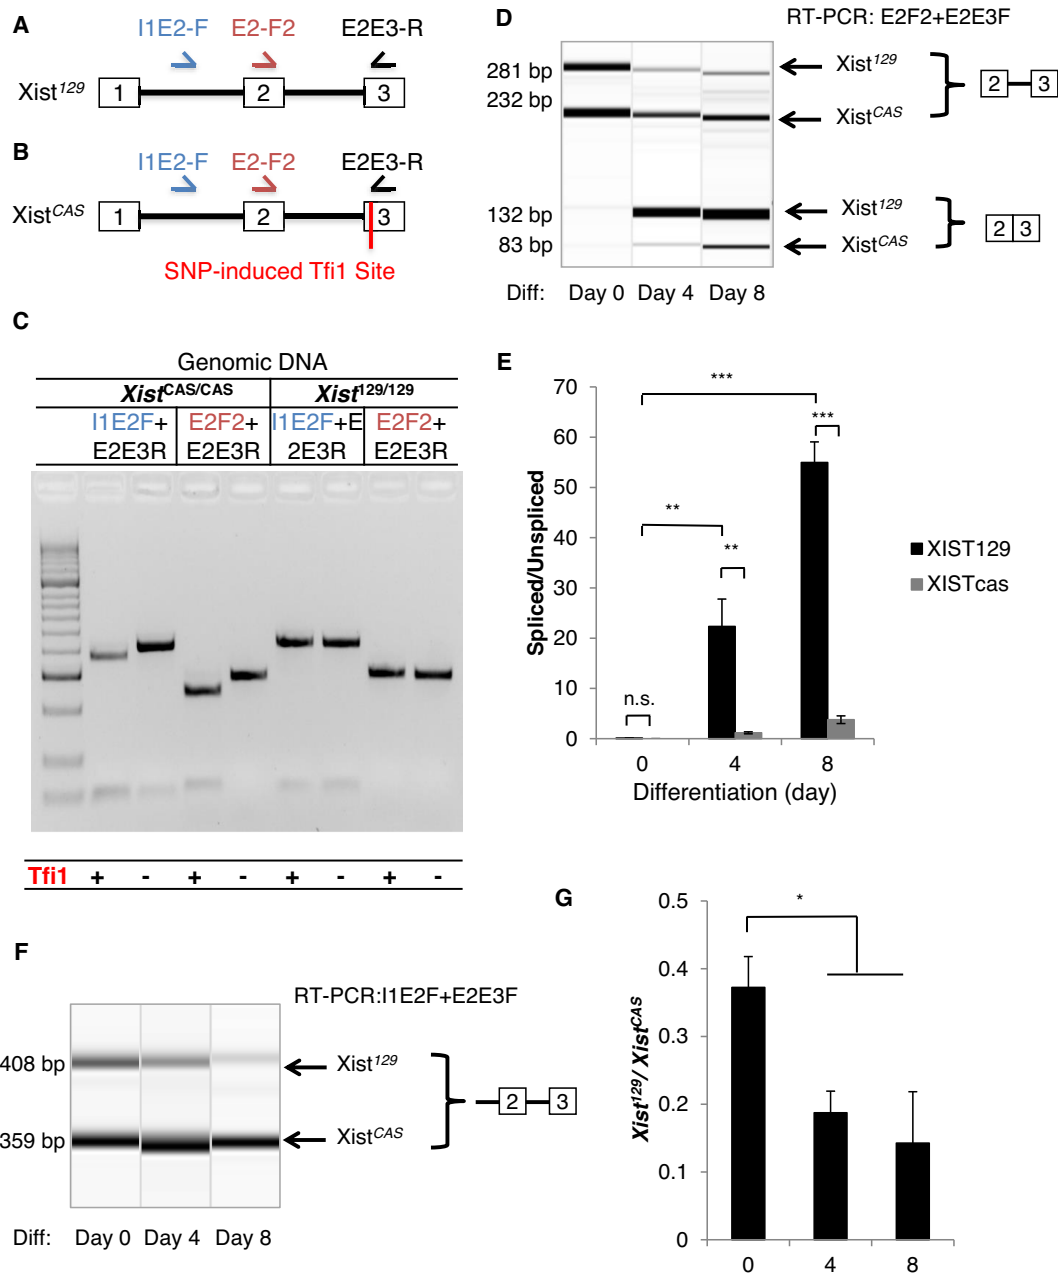 A
I1E2-F E2-F2 E2E3-R
Xist129 1 2 3
B
I1E2-F E2-F2 E2E3-R
XistCAS 1 2 3
SNP-induced Tfi1 Site
C
Genomic DNA
XistCAS/CAS Xist129/129
I1E2F+ E2F2+ I1E2F+E E2F2+
E2E3R E2E3R 2E3R E2E3R
Tfi1 + - + - + - + -
D
RT-PCR: E2F2+E2E3F
281 bp Xist129
2 3
232 bp
XistCAS
132 bp Xist129
2 3
83 bp XistCAS
Diff: Day 0 Day 4 Day 8
E
70
60
50
40
30
20
10
0
Spliced/Unspliced
***
***
**
**
n.s.
XIST129
XISTcas
0 4 8
Differentiation (day)
F
RT-PCR:I1E2F+E2E3F
408 bp Xist129
2 3
359 bp XistCAS
Diff: Day 0 Day 4 Day 8
G
0.5
0.4
0.3
0.2
0.1
0
Xist129/ XistCAS
*
0 4 8